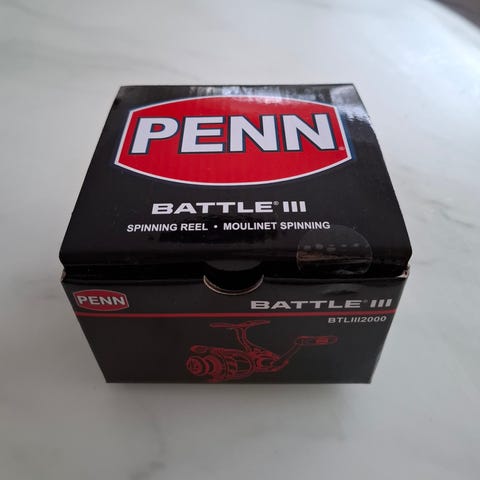 PENN
BATTLE® III
SPINNING REEL • MOULINET SPINNING
PENN
BATTLE® III
BTLIII2000